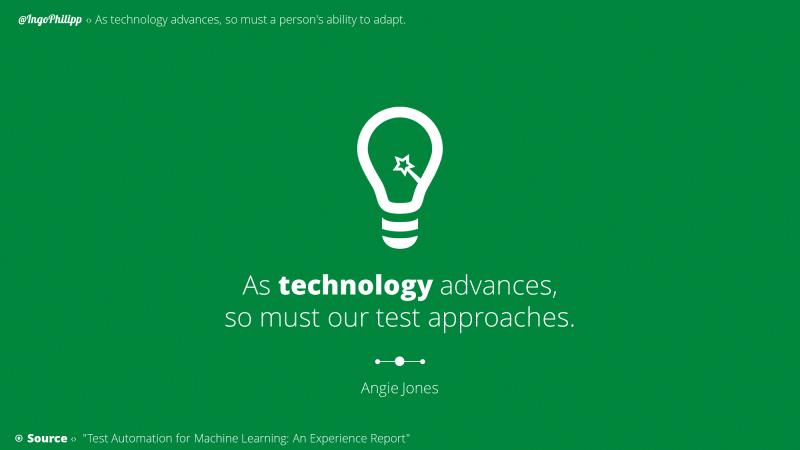 @IngoPhilipp ‹› As technology advances, so must a person's ability to adapt.
As technology advances,
so must our test approaches.
Angie Jones
Source ‹› "Test Automation for Machine Learning: An Experience Report"